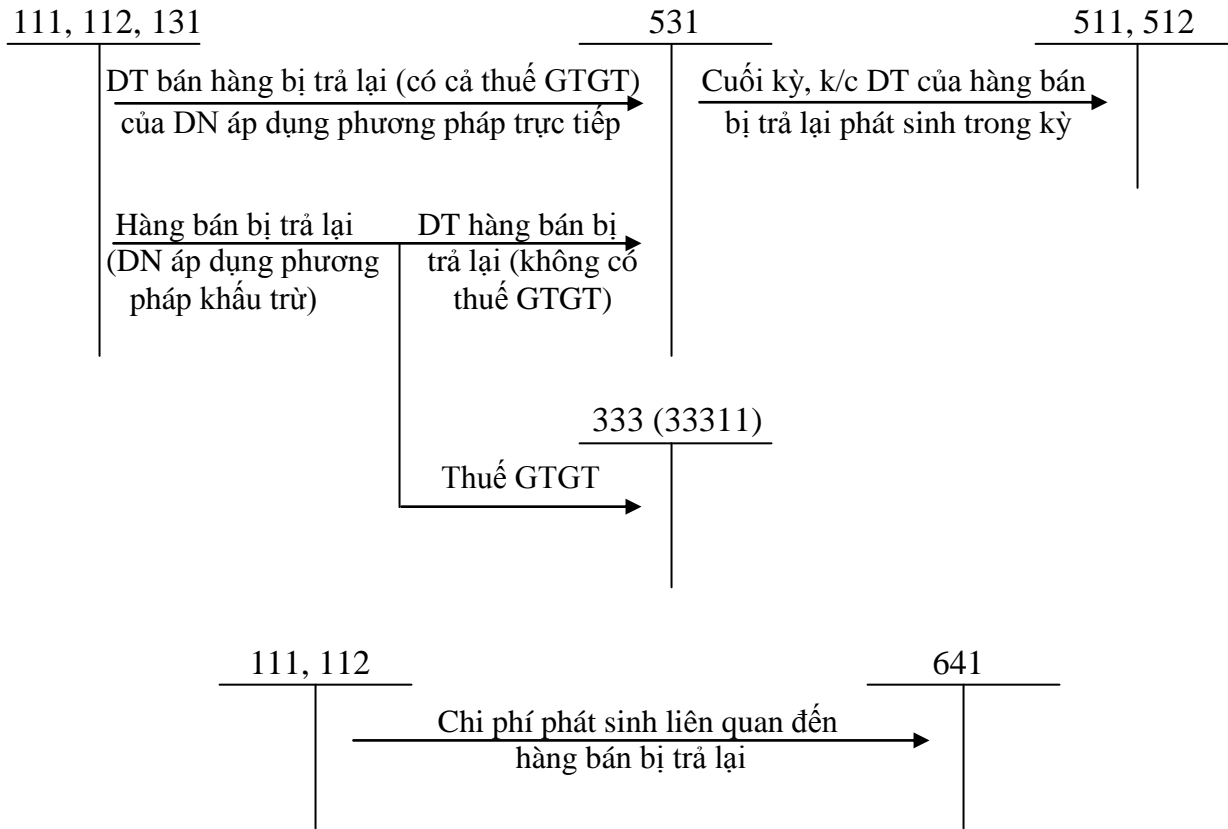 111, 112, 131
531
511, 512
DT bán hàng bị trả lại (có cả thuế GTGT)
của DN áp dụng phương pháp trực tiếp
Cuối kỳ, k/c DT của hàng bán
bị trả lại phát sinh trong kỳ
Hàng bán bị trả lại
(DN áp dụng phương
pháp khấu trừ)
DT hàng bán bị
trả lại (không có
thuế GTGT)
333 (33311)
Thuế GTGT
111, 112
641
Chi phí phát sinh liên quan đến
hàng bán bị trả lại